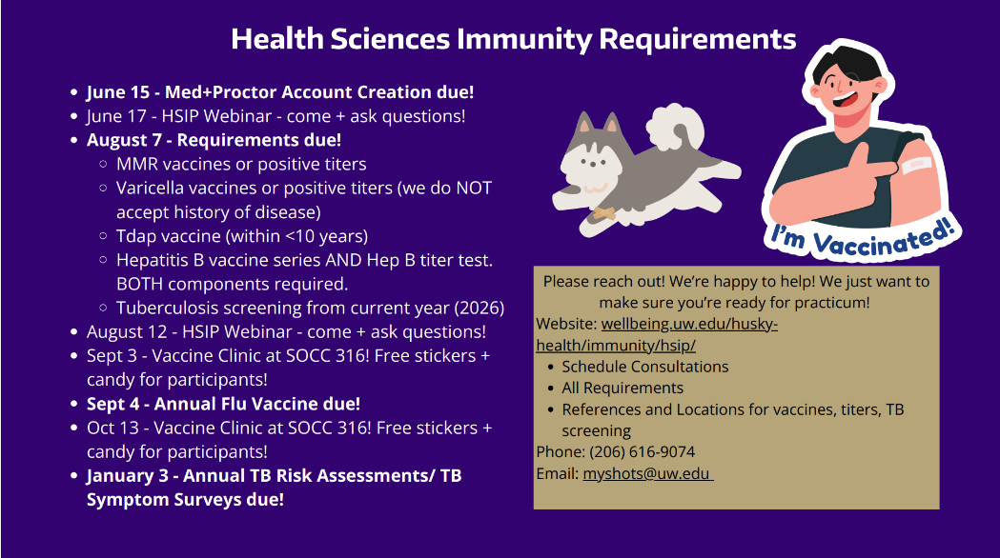 Health Sciences Immunity Requirements
• June 15 - Med+Proctor Account Creation due!
• June 17 - HSIP Webinar - come + ask questions!
• August 7 - Requirements due!
○ MMR vaccines or positive titers
○ Varicella vaccines or positive titers (we do NOT
accept history of disease)
○ Tdap vaccine (within <10 years)
○ Hepatitis B vaccine series AND Hep B titer test.
BOTH components required.
○ Tuberculosis screening from current year (2026)
• August 12 - HSIP Webinar - come + ask questions!
• Sept 3 - Vaccine Clinic at SOCC 316! Free stickers +
candy for participants!
• Sept 4 - Annual Flu Vaccine due!
• Oct 13 - Vaccine Clinic at SOCC 316! Free stickers +
candy for participants!
• January 3 - Annual TB Risk Assessments/ TB
Symptom Surveys due!
I'm Vaccinated!
Please reach out! We're happy to help! We just want to
make sure you're ready for practicum!
Website: wellbeing.uw.edu/husky-
health/immunity/hsip/
• Schedule Consultations
• All Requirements
• References and Locations for vaccines, titers, TB
screening
Phone: (206) 616-9074
Email: myshots@uw.edu